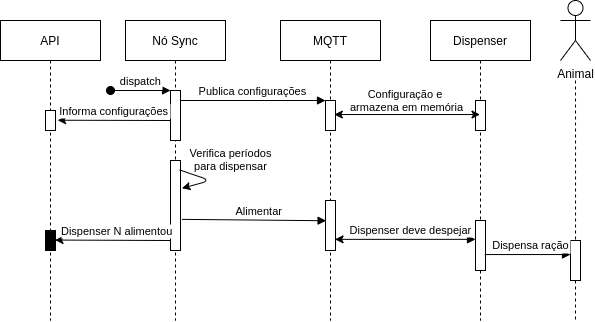 API
Nó Sync
MQTT
Dispenser
Animal
dispatch
Publica configurações
Configuração e
armazena em memória
Informa configurações
Verifica períodos
para dispensar
Alimentar
Dispenser N alimentou
Dispenser deve despejar
Dispensa ração